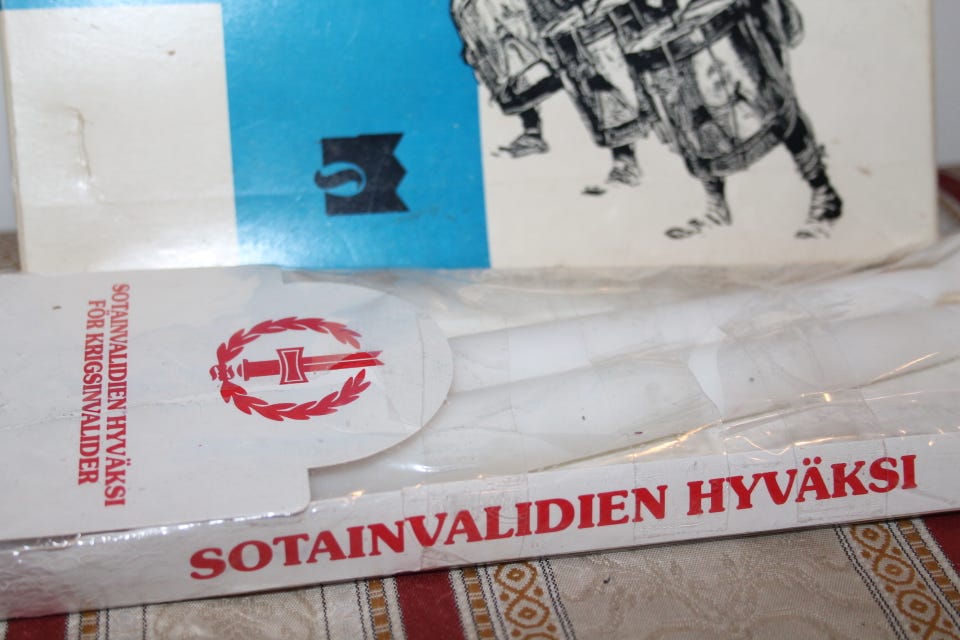 SOTAINVALIDIEN HYVÄKSI
FÖR KRIGSINVALIDER
SOTAINVALIDIEN HYVÄKSI